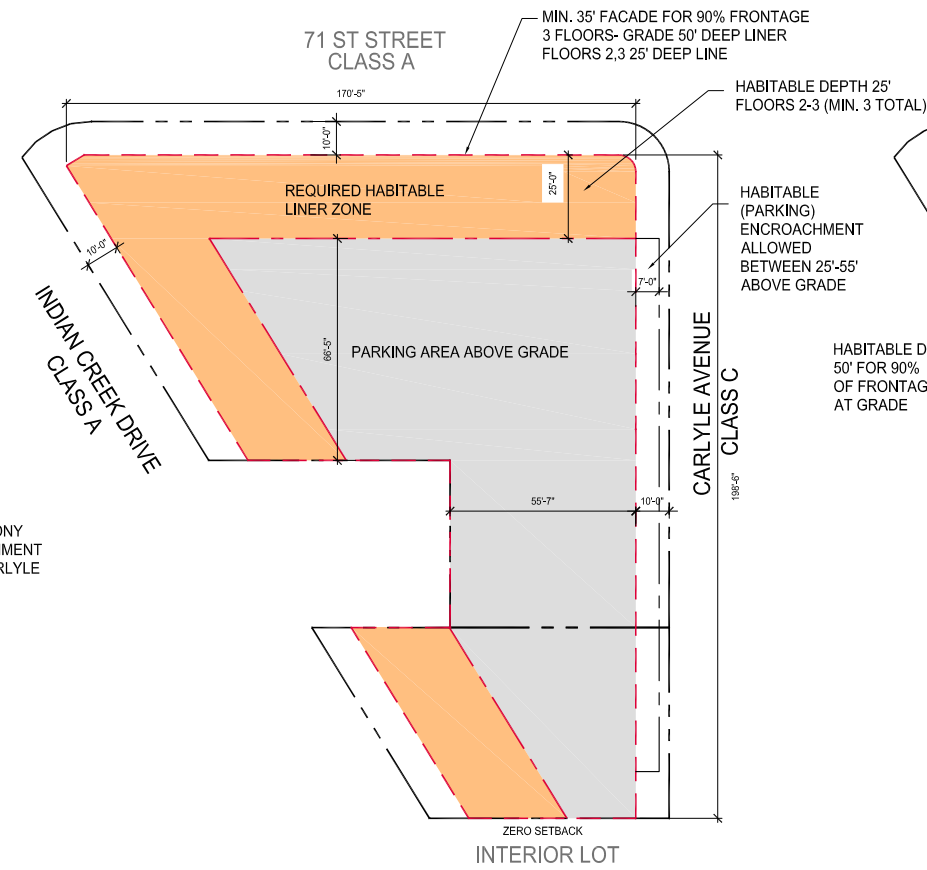 MIN. 35' FACADE FOR 90% FRONTAGE
3 FLOORS- GRADE 50' DEEP LINER
FLOORS 2,3 25' DEEP LINE
71 ST STREET
CLASS A
170'-5"
HABITABLE DEPTH 25'
FLOORS 2-3 (MIN. 3 TOTAL)
10'-0"
25'-0"
REQUIRED HABITABLE
LINER ZONE
HABITABLE
(PARKING)
ENCROACHMENT
ALLOWED
BETWEEN 25'-55'
ABOVE GRADE
10'-0"
7'-0"
INDIAN CREEK DRIVE
CLASS A
66'-5"
PARKING AREA ABOVE GRADE
CARLYLE AVENUE
CLASS C
HABITABLE D
50' FOR 90%
OF FRONTAG
AT GRADE
198'-6"
55'-7"
10'-0"
ONY
MENT
RLYLE
ZERO SETBACK
INTERIOR LOT